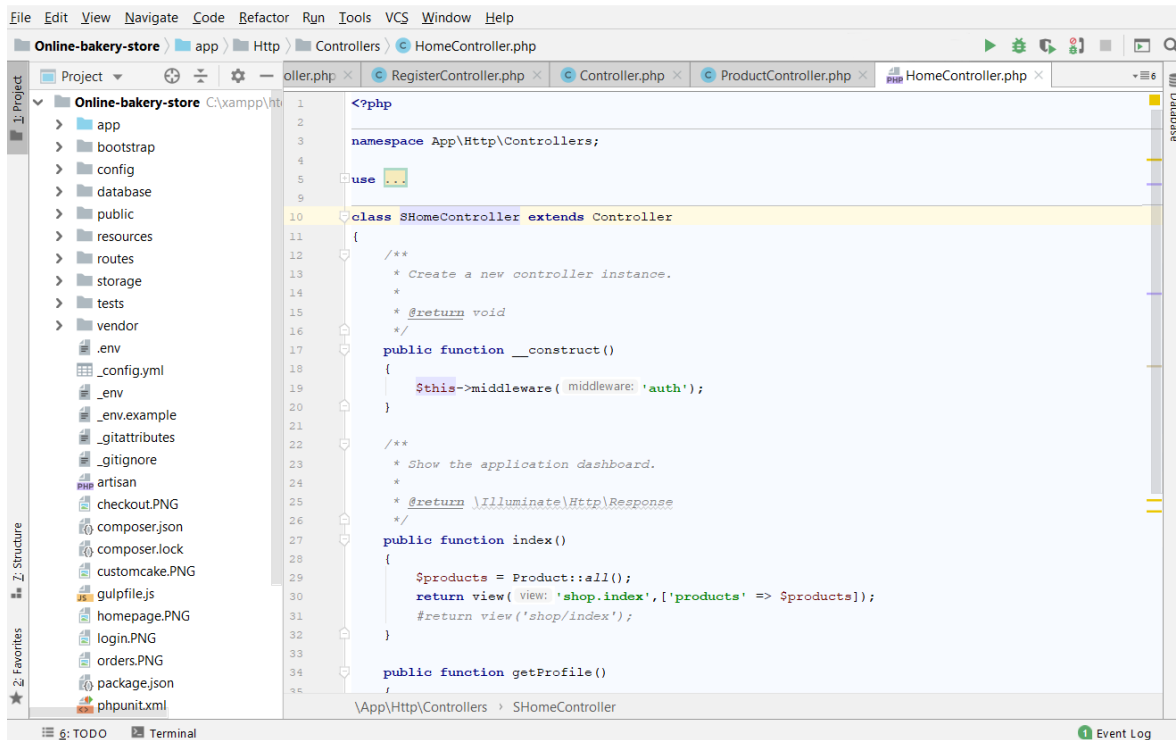 File Edit View Navigate Code Refactor Run Tools VCS Window Help
Online-bakery-store app Http Controllers C HomeController.php
1: Project
Project
oller.php RegisterController.php Controller.php ProductController.php HomeController.php 6
Online-bakery-store C:\xampp\ht
app
bootstrap
config
database
public
resources
routes
storage
tests
vendor
.env
_config.yml
_env
_env.example
_gitattributes
_gitignore
artisan
checkout.PNG
composer.json
composer.lock
customcake.PNG
gulpfile.js
homepage.PNG
login.PNG
orders.PNG
package.json
phpunit.xml
7: Structure
2: Favorites
1 <?php
2
3 namespace App\Http\Controllers;
4
5 use ...
9
10 class SHomeController extends Controller
11 {
12 /**
13 * Create a new controller instance.
14 *
15 * @return void
16 */
17 public function __construct()
18 {
19 $this->middleware( middleware: 'auth');
20 }
21
22 /**
23 * Show the application dashboard.
24 *
25 * @return \Illuminate\Http\Response
26 */
27 public function index()
28 {
29 $products = Product::all();
30 return view( view: 'shop.index',['products' => $products]);
31 #return view('shop/index');
32 }
33
34 public function getProfile()
35 {
\App\Http\Controllers › SHomeController
Database
6: TODO Terminal
1 Event Log